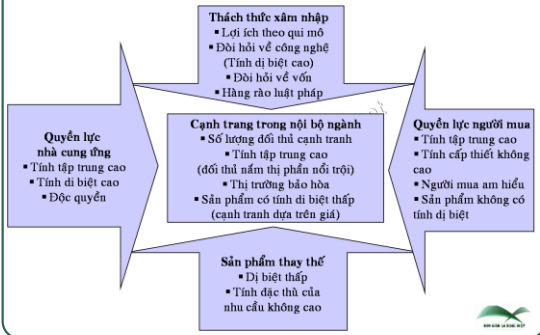 Thách thức xâm nhập
▪ Lợi ích theo qui mô
▪ Đòi hỏi về công nghệ
(Tính dị biệt cao)
▪ Đòi hỏi về vốn
▪ Hàng rào luật pháp
Quyền lực
nhà cung ứng
▪ Tính tập trung cao
▪ Tính di biệt cao
▪ Độc quyền
Cạnh trang trong nội bộ ngành
▪ Số lượng đối thủ cạnh tranh
▪ Tính tập trung cao
(đối thủ nắm thị phần nổi trội)
▪ Thị trường bảo hòa
▪ Sản phẩm có tính di biệt thấp
(cạnh tranh dựa trên giá)
Quyền lực người mua
▪ Tính tập trung cao
▪ Tính cấp thiết không
cao
▪ Người mua am hiểu
▪ Sản phẩm không có
tính dị biệt
Sản phẩm thay thế
▪ Dị biệt thấp
▪ Tính đặc thù của
nhu cầu không cao